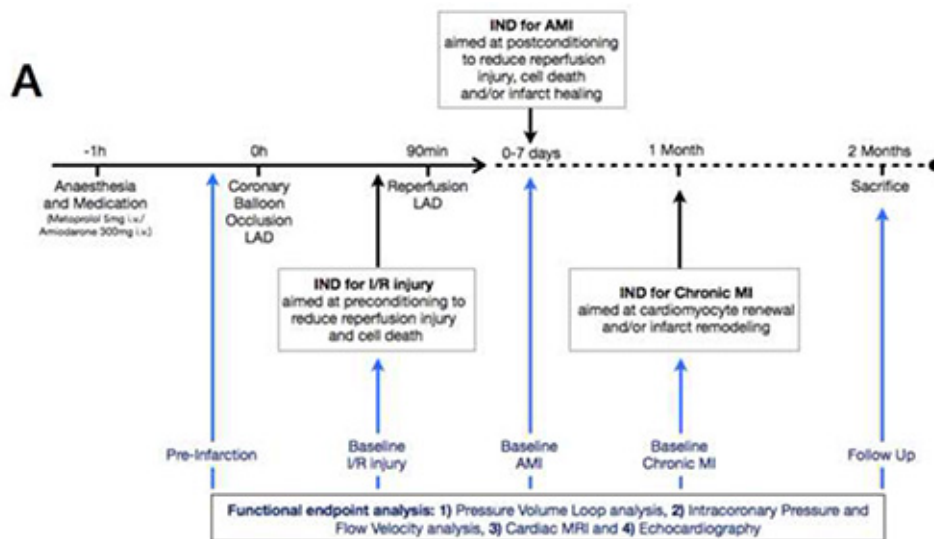 A
IND for AMI
aimed at postconditioning
to reduce reperfusion
injury, cell death
and/or infarct healing
-1h
0h
90min
0-7 days
1 Month
2 Months
Anaesthesia
and Medication
(Metoprolol 5mg i.v./
Amiodarone 300mg i.v.)
Coronary
Balloon
Occlusion
LAD
Reperfusion
LAD
Sacrifice
IND for I/R injury
aimed at preconditioning to
reduce reperfusion injury
and cell death
IND for Chronic MI
aimed at cardiomyocyte renewal
and/or infarct remodeling
Pre-Infarction
Baseline
I/R injury
Baseline
AMI
Baseline
Chronic MI
Follow Up
Functional endpoint analysis: 1) Pressure Volume Loop analysis, 2) Intracoronary Pressure and
Flow Velocity analysis, 3) Cardiac MRI and 4) Echocardiography